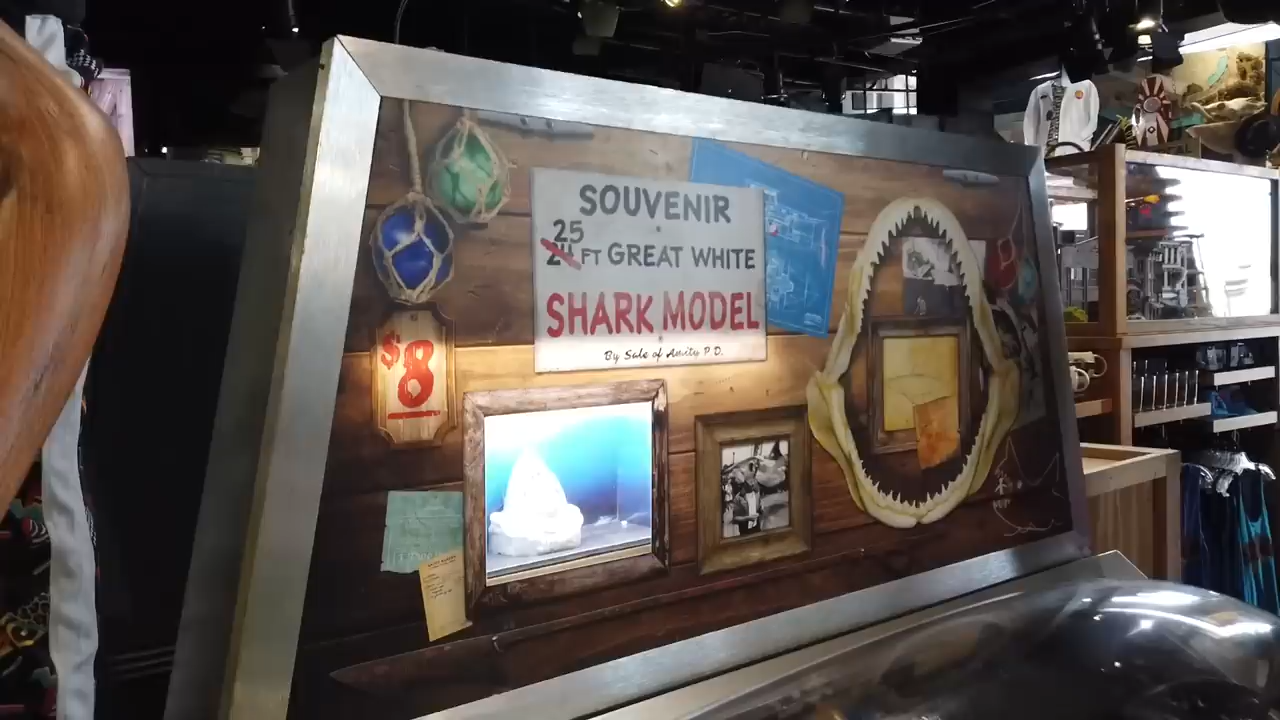 SOUVENIR
25
24 FT GREAT WHITE
SHARK MODEL
By Sale of Amity P.D.
$8